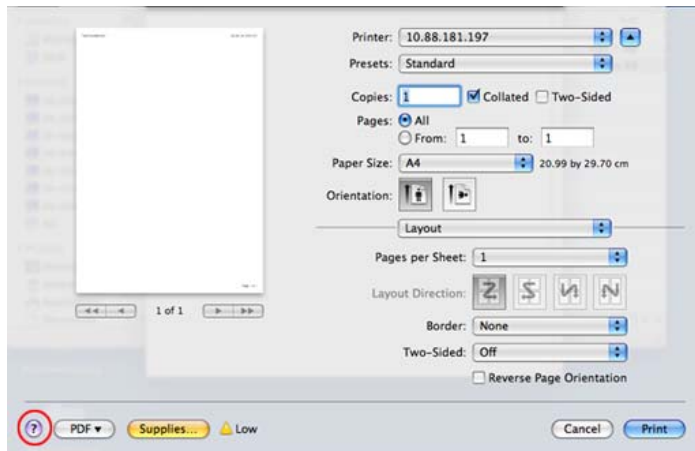 Printer: 10.88.181.197
Presets: Standard
Copies: 1 Collated Two-Sided
Pages: All
From: 1 to: 1
Paper Size: A4 20.99 by 29.70 cm
Orientation:
Layout
Pages per Sheet: 1
Layout Direction:
Border: None
Two-Sided: Off
Reverse Page Orientation
1 of 1
? PDF Supplies... Low Cancel Print